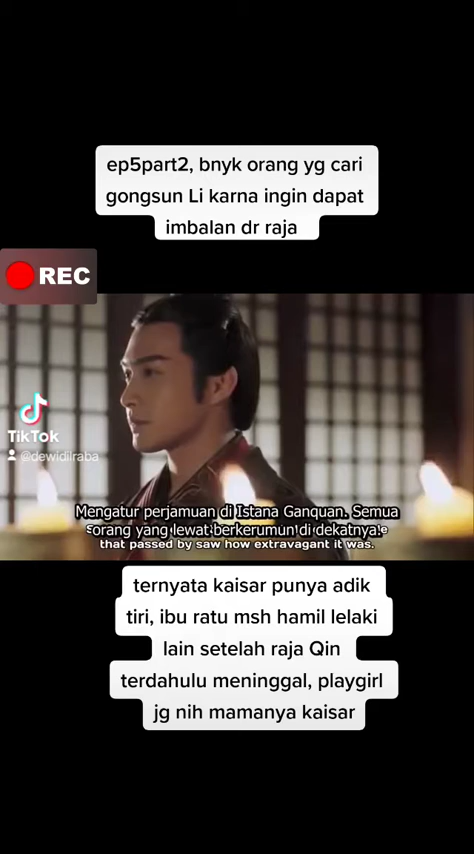 ep5part2, bnyk orang yg cari
gongsun Li karna ingin dapat
imbalan dr raja
REC
TikTok
@dewidilraba
Mengatur perjamuan di Istana Ganquan. Semua
orang yang lewat berkerumun di dekatnya.
that passed by saw how extravagant it was.
ternyata kaisar punya adik
tiri, ibu ratu msh hamil lelaki
lain setelah raja Qin
terdahulu meninggal, playgirl
jg nih mamanya kaisar